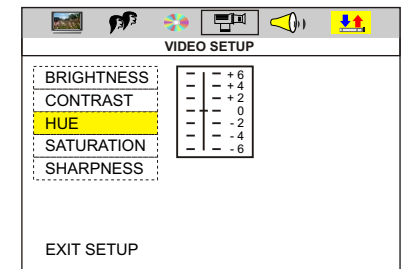 VIDEO SETUP
BRIGHTNESS
CONTRAST
HUE
SATURATION
SHARPNESS
+ 6
+ 4
+ 2
0
- 2
- 4
- 6
EXIT SETUP